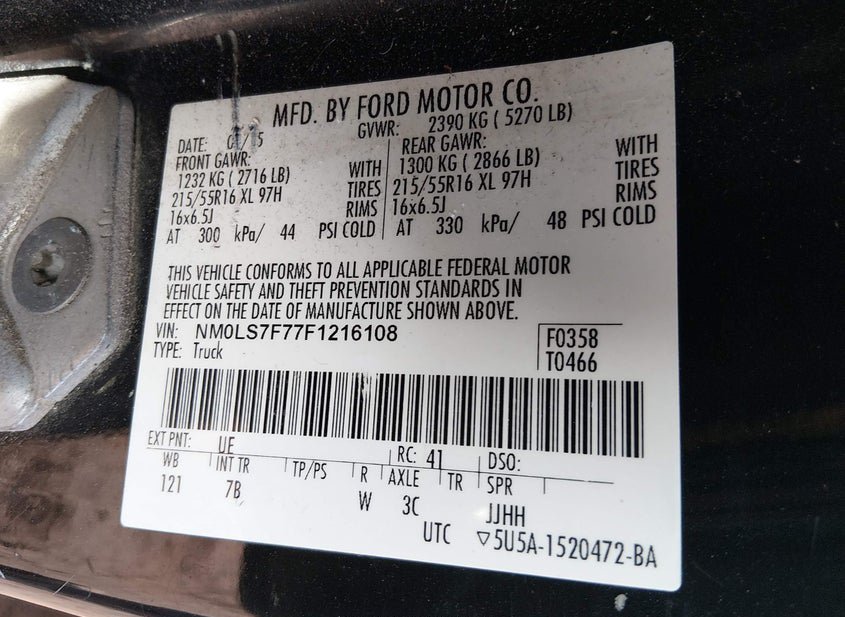 MFD. BY FORD MOTOR CO.
DATE: /15 GVWR: 2390 KG ( 5270 LB)
FRONT GAWR: REAR GAWR:
1232 KG ( 2716 LB) WITH 1300 KG ( 2866 LB) WITH
215/55R16 XL 97H TIRES 215/55R16 XL 97H TIRES
16x6.5J RIMS 16x6.5J RIMS
AT 300 kPa/ 44 PSI COLD AT 330 kPa/ 48 PSI COLD
THIS VEHICLE CONFORMS TO ALL APPLICABLE FEDERAL MOTOR
VEHICLE SAFETY AND THEFT PREVENTION STANDARDS IN
EFFECT ON THE DATE OF MANUFACTURE SHOWN ABOVE.
VIN: NM0LS7F77F1216108 F0358
TYPE: Truck T0466
EXT PNT: UE RC: 41 DSO:
WB INT TR TP/PS R AXLE TR SPR
121 7B W 3C JJHH
UTC ▽5U5A-1520472-BA